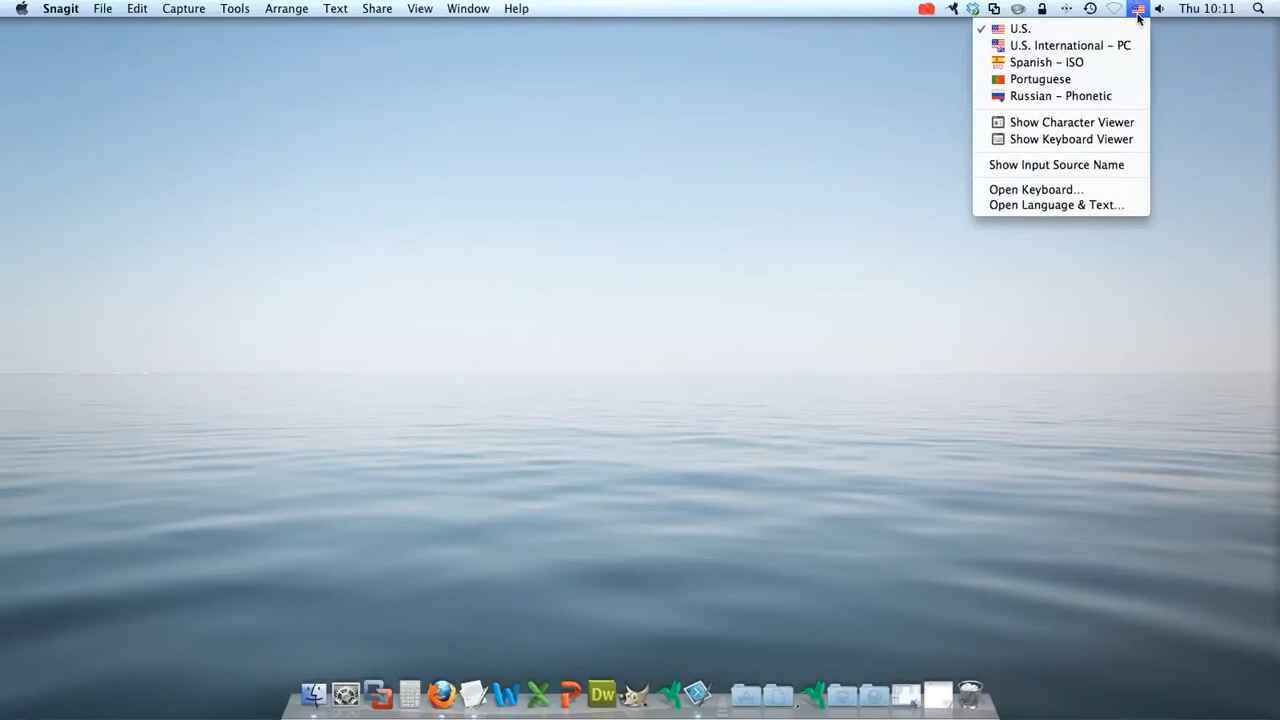 Snagit File Edit Capture Tools Arrange Text Share View Window Help Thu 10:11
U.S.
U.S. International – PC
Spanish – ISO
Portuguese
Russian – Phonetic
Show Character Viewer
Show Keyboard Viewer
Show Input Source Name
Open Keyboard...
Open Language & Text...
Dw